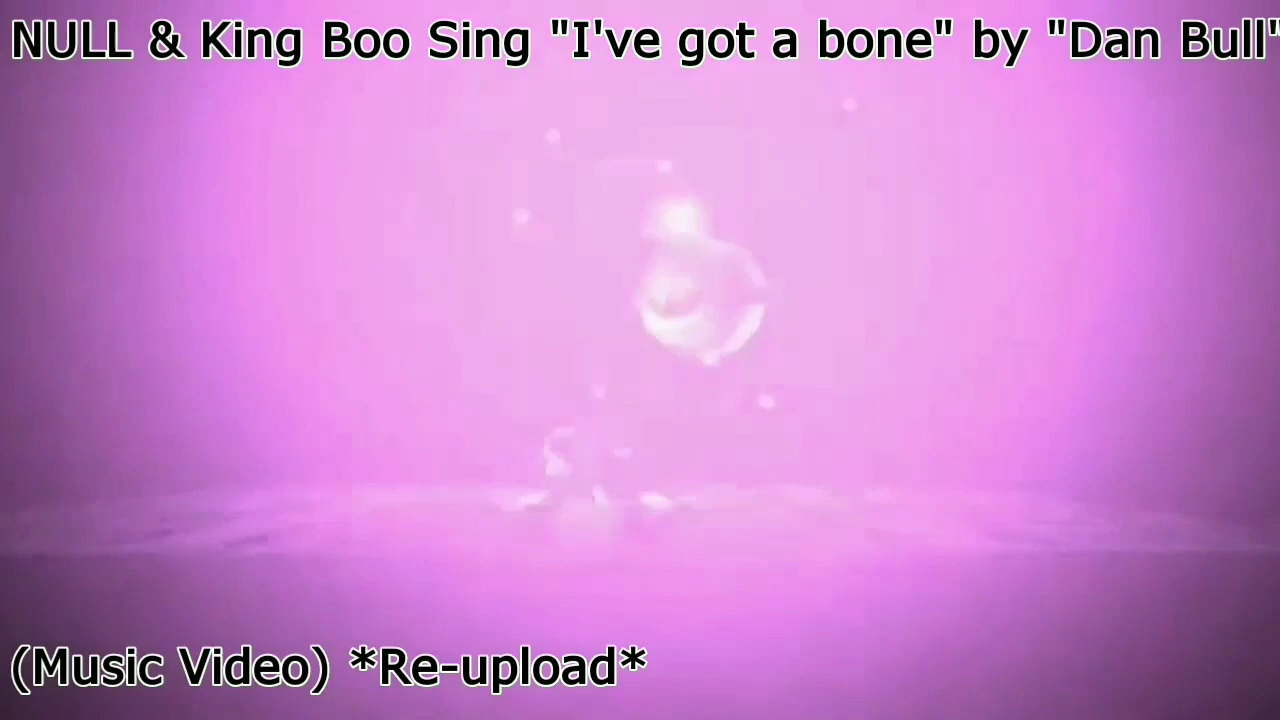 NULL & King Boo Sing "I've got a bone" by "Dan Bull"
(Music Video) *Re-upload*